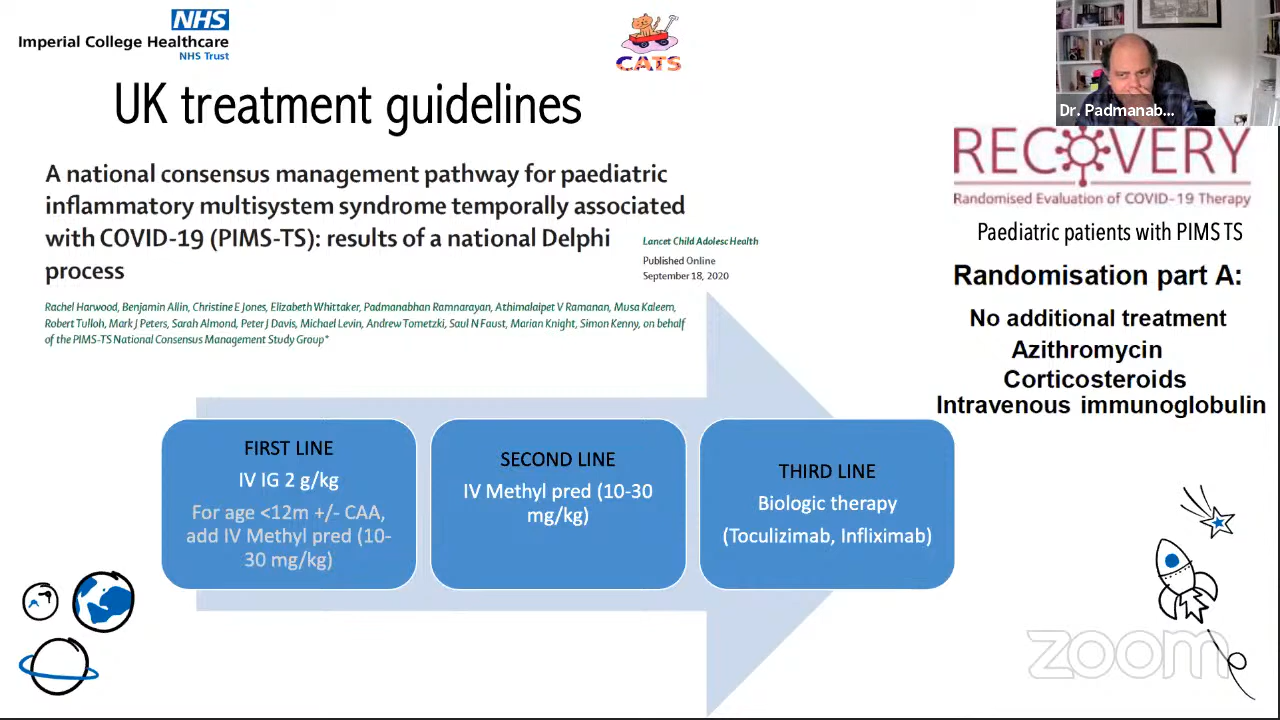 NHS
Imperial College Healthcare
NHS Trust
CATS
UK treatment guidelines
A national consensus management pathway for paediatric
inflammatory multisystem syndrome temporally associated
with COVID-19 (PIMS-TS): results of a national Delphi
process
Lancet Child Adolesc Health
Published Online
September 18, 2020
Rachel Harwood, Benjamin Allin, Christine E Jones, Elizabeth Whittaker, Padmanabhan Ramnarayan, Athimalaipet V Ramanan, Musa Kaleem,
Robert Tulloh, Mark J Peters, Sarah Almond, Peter J Davis, Michael Levin, Andrew Tometzki, Saul N Faust, Marian Knight, Simon Kenny, on behalf
of the PIMS-TS National Consensus Management Study Group*
FIRST LINE
IV IG 2 g/kg
For age <12m +/- CAA,
add IV Methyl pred (10-
30 mg/kg)
SECOND LINE
IV Methyl pred (10-30
mg/kg)
THIRD LINE
Biologic therapy
(Toculizimab, Infliximab)
Dr. Padmanab...
RECOVERY
Randomised Evaluation of COVID-19 Therapy
Paediatric patients with PIMS TS
Randomisation part A:
No additional treatment
Azithromycin
Corticosteroids
Intravenous immunoglobulin
zoom